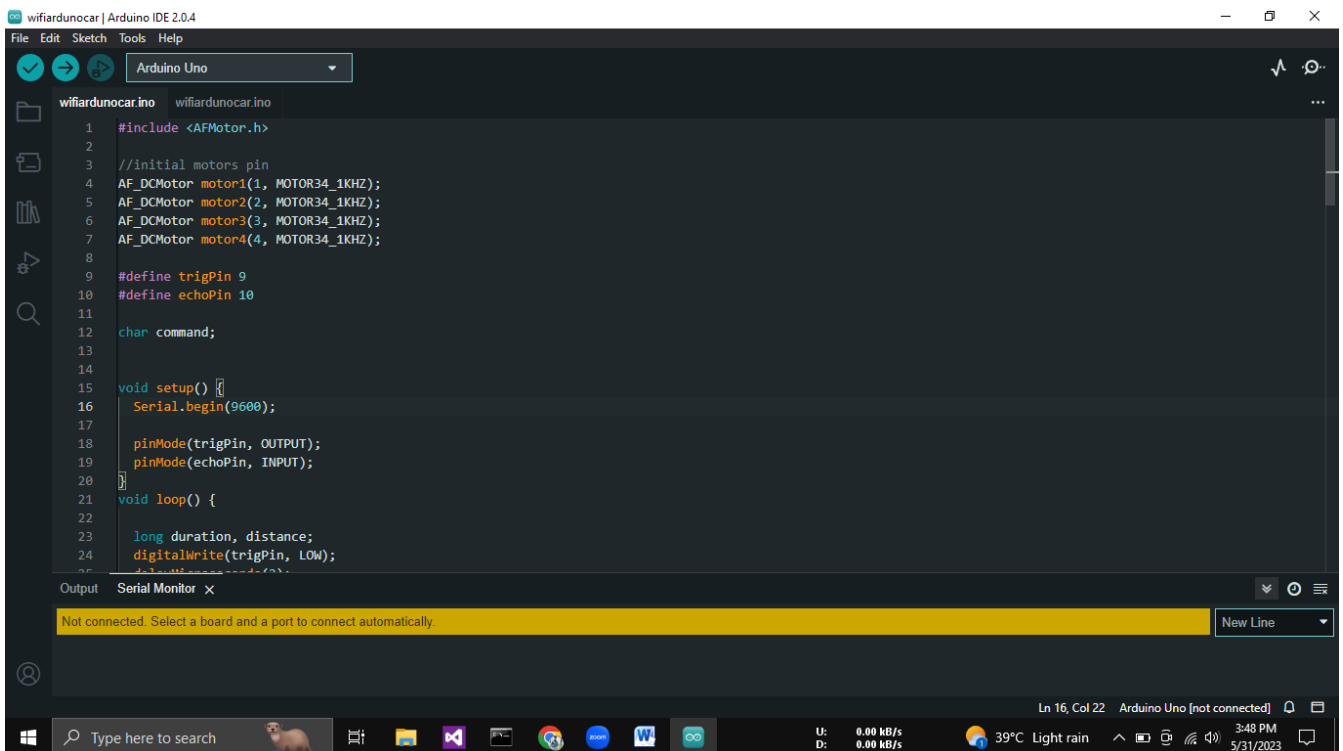 wifiardunocar | Arduino IDE 2.0.4
File Edit Sketch Tools Help
Arduino Uno
wifiardunocar.ino wifiardunocar.ino
1 #include <AFMotor.h>
2
3 //initial motors pin
4 AF_DCMotor motor1(1, MOTOR34_1KHZ);
5 AF_DCMotor motor2(2, MOTOR34_1KHZ);
6 AF_DCMotor motor3(3, MOTOR34_1KHZ);
7 AF_DCMotor motor4(4, MOTOR34_1KHZ);
8
9 #define trigPin 9
10 #define echoPin 10
11
12 char command;
13
14
15 void setup() {
16 Serial.begin(9600);
17
18 pinMode(trigPin, OUTPUT);
19 pinMode(echoPin, INPUT);
20 }
21 void loop() {
22
23 long duration, distance;
24 digitalWrite(trigPin, LOW);
Output Serial Monitor
Not connected. Select a board and a port to connect automatically.
New Line
Ln 16, Col 22 Arduino Uno [not connected]
Type here to search
zoom
U: 0.00 kB/s
D: 0.00 kB/s
39°C Light rain
3:48 PM
5/31/2023